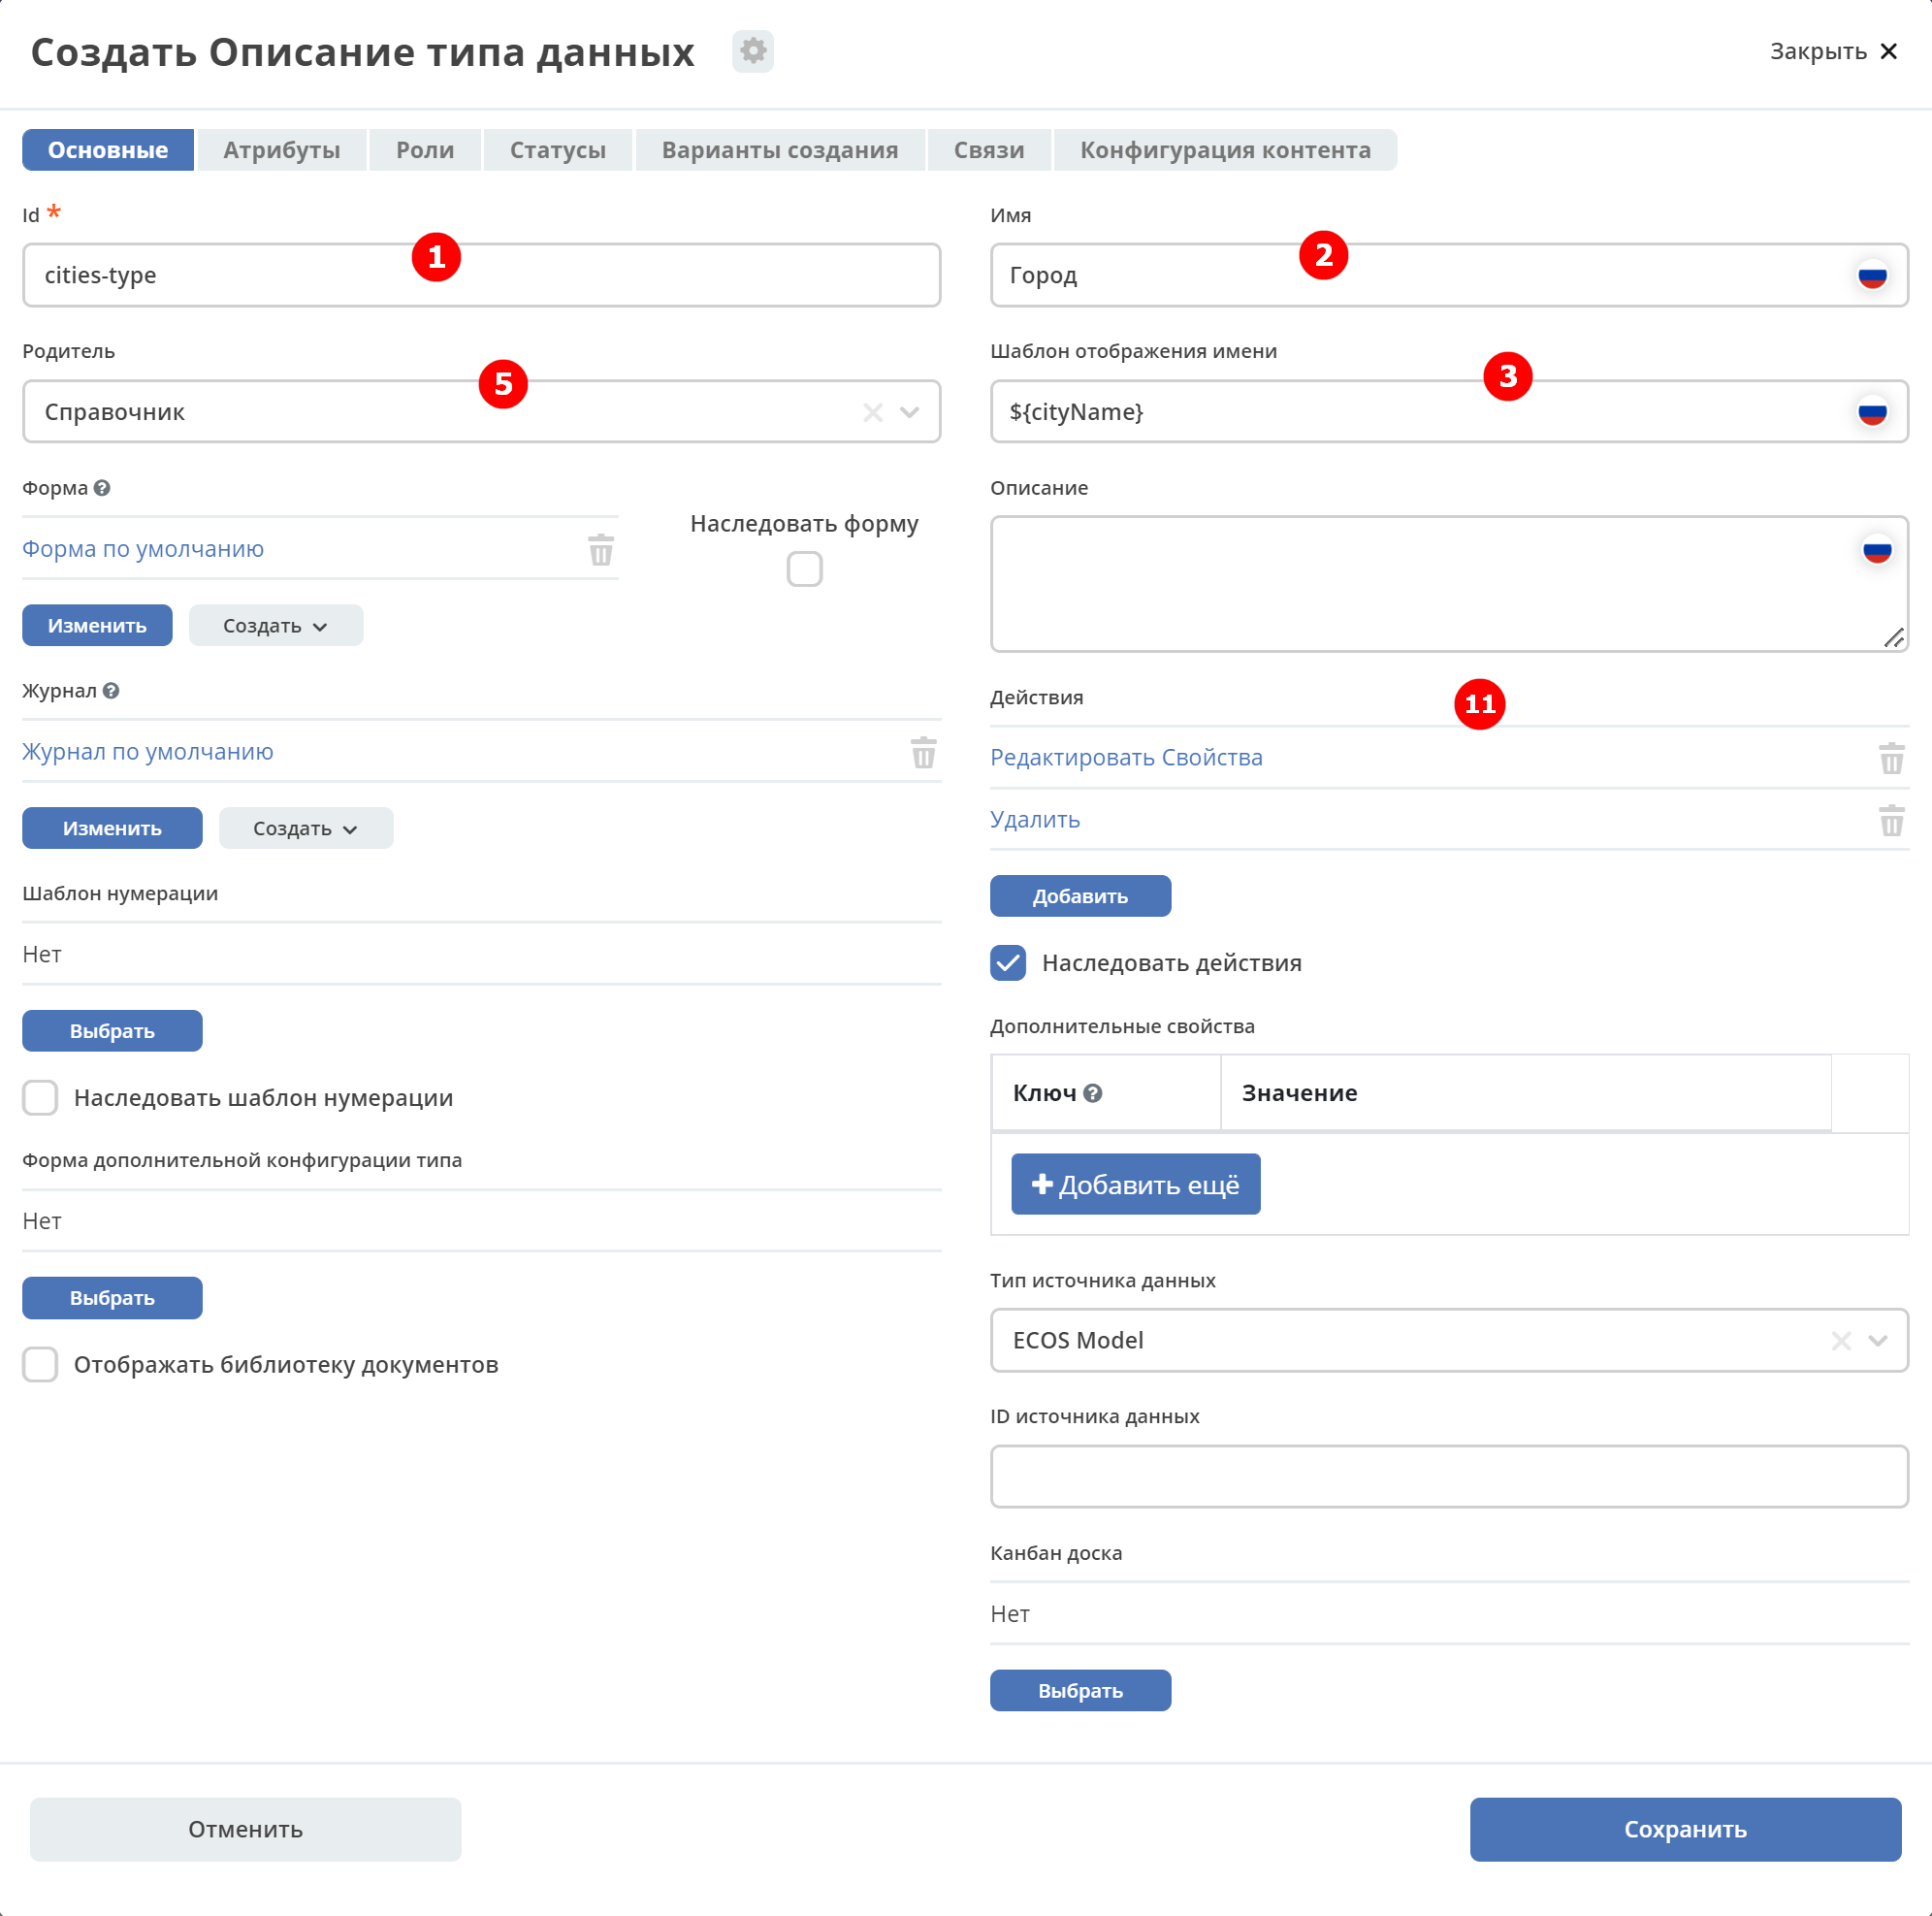 Создать Описание типа данных
Закрыть
Основные Атрибуты Роли Статусы Варианты создания Связи Конфигурация контента
Id *
1
cities-type
Родитель
5
Справочник
Форма
Форма по умолчанию
Наследовать форму
Изменить Создать
Журнал
Журнал по умолчанию
Изменить Создать
Шаблон нумерации
Нет
Выбрать
Наследовать шаблон нумерации
Форма дополнительной конфигурации типа
Нет
Выбрать
Отображать библиотеку документов
Имя
2
Город
Шаблон отображения имени
3
${cityName}
Описание
Действия
11
Редактировать Свойства
Удалить
Добавить
Наследовать действия
Дополнительные свойства
Ключ Значение
Добавить ещё
Тип источника данных
ECOS Model
ID источника данных
Канбан доска
Нет
Выбрать
Отменить
Сохранить